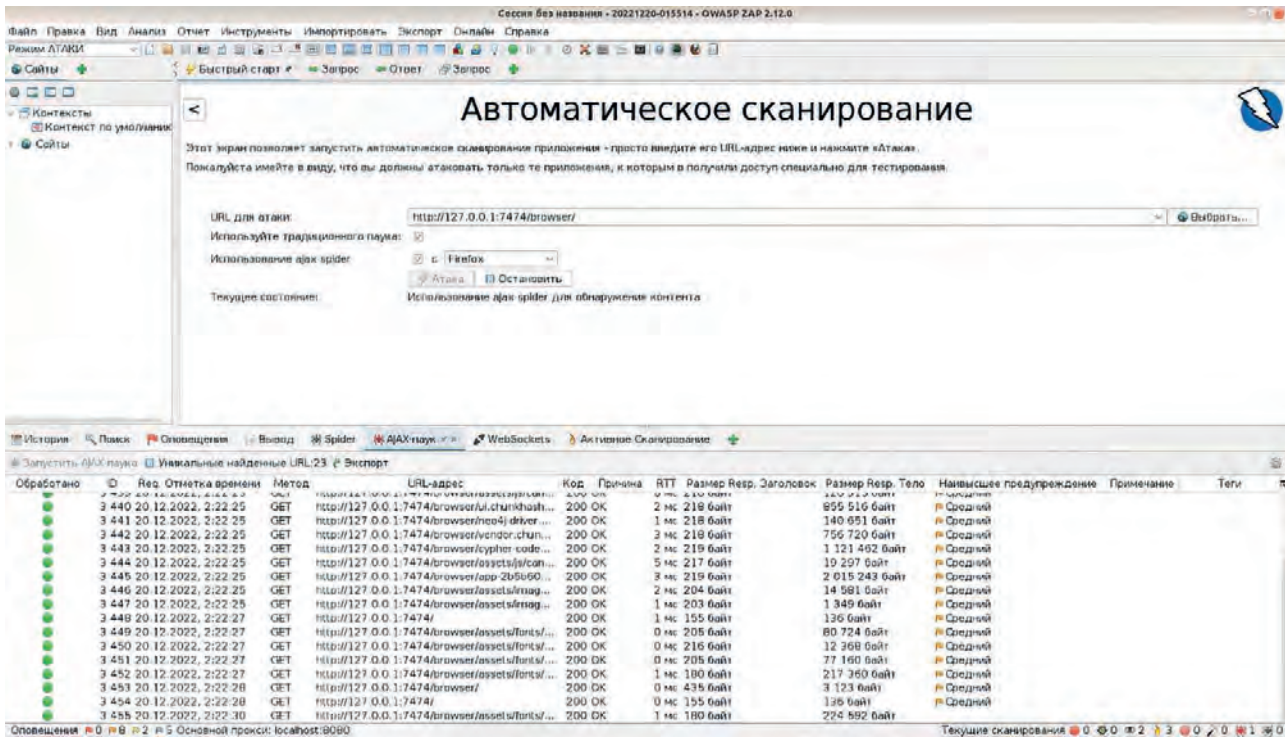 Сессия без названия - 20221220-015514 - OWASP ZAP 2.12.0
Файл Правка Вид Анализ Отчет Инструменты Импортировать Экспорт Онлайн Справка
Режим АТАКИ
Сайты Быстрый старт Запрос Ответ Запрос
Контексты
Контекст по умолчанию
Сайты
<
Автоматическое сканирование
Этот экран позволяет запустить автоматическое сканирование приложения - просто введите его URL-адрес ниже и нажмите «Атака».
Пожалуйста имейте в виду, что вы должны атаковать только те приложения, к которым в получили доступ специально для тестирования.
URL для атаки: http://127.0.0.1:7474/browser/ Выбрать...
Используйте традиционного паука:
Использование ajax spider с Firefox
Атака Остановить
Текущее состояние: Использование ajax spider для обнаружения контента
История Поиск Оповещения Вывод Spider AJAX-паук WebSockets Активное Сканирование
Запустить AJAX паука Уникальные найденные URL:23 Экспорт
Обработано ID Req. Отметка времени Метод URL-адрес Код Причина RTT Размер Resp. Заголовок Размер Resp. Тело Наивысшее предупреждение Примечание Теги
3 440 20.12.2022, 2:22:25 GET http://127.0.0.1:7474/browser/ui.chunkhash... 200 OK 2 мс 218 байт 855 516 байт Средний
3 441 20.12.2022, 2:22:25 GET http://127.0.0.1:7474/browser/neo4j-driver.... 200 OK 1 мс 218 байт 140 651 байт Средний
3 442 20.12.2022, 2:22:25 GET http://127.0.0.1:7474/browser/vendor.chun... 200 OK 3 мс 218 байт 756 720 байт Средний
3 443 20.12.2022, 2:22:25 GET http://127.0.0.1:7474/browser/cypher-code... 200 OK 2 мс 219 байт 1 121 462 байт Средний
3 444 20.12.2022, 2:22:25 GET http://127.0.0.1:7474/browser/assets/js/can... 200 OK 5 мс 217 байт 19 297 байт Средний
3 445 20.12.2022, 2:22:25 GET http://127.0.0.1:7474/browser/app-2b5b60... 200 OK 3 мс 219 байт 2 015 243 байт Средний
3 446 20.12.2022, 2:22:25 GET http://127.0.0.1:7474/browser/assets/imag... 200 OK 2 мс 204 байт 14 581 байт Средний
3 447 20.12.2022, 2:22:25 GET http://127.0.0.1:7474/browser/assets/imag... 200 OK 1 мс 203 байт 1 349 байт Средний
3 448 20.12.2022, 2:22:27 GET http://127.0.0.1:7474/ 200 OK 1 мс 155 байт 136 байт Средний
3 449 20.12.2022, 2:22:27 GET http://127.0.0.1:7474/browser/assets/fonts/... 200 OK 0 мс 205 байт 80 724 байт Средний
3 450 20.12.2022, 2:22:27 GET http://127.0.0.1:7474/browser/assets/fonts/... 200 OK 0 мс 216 байт 12 368 байт Средний
3 451 20.12.2022, 2:22:27 GET http://127.0.0.1:7474/browser/assets/fonts/... 200 OK 0 мс 205 байт 77 160 байт Средний
3 452 20.12.2022, 2:22:27 GET http://127.0.0.1:7474/browser/assets/fonts/... 200 OK 1 мс 180 байт 217 360 байт Средний
3 453 20.12.2022, 2:22:28 GET http://127.0.0.1:7474/browser/ 200 OK 0 мс 435 байт 3 123 байт Средний
3 454 20.12.2022, 2:22:28 GET http://127.0.0.1:7474/ 200 OK 0 мс 155 байт 136 байт Средний
3 455 20.12.2022, 2:22:30 GET http://127.0.0.1:7474/browser/assets/fonts/... 200 OK 1 мс 180 байт 224 592 байт
Оповещения 0 8 2 5 Основной прокси: localhost:8080 Текущие сканирования 0 0 2 3 0 0 1 0